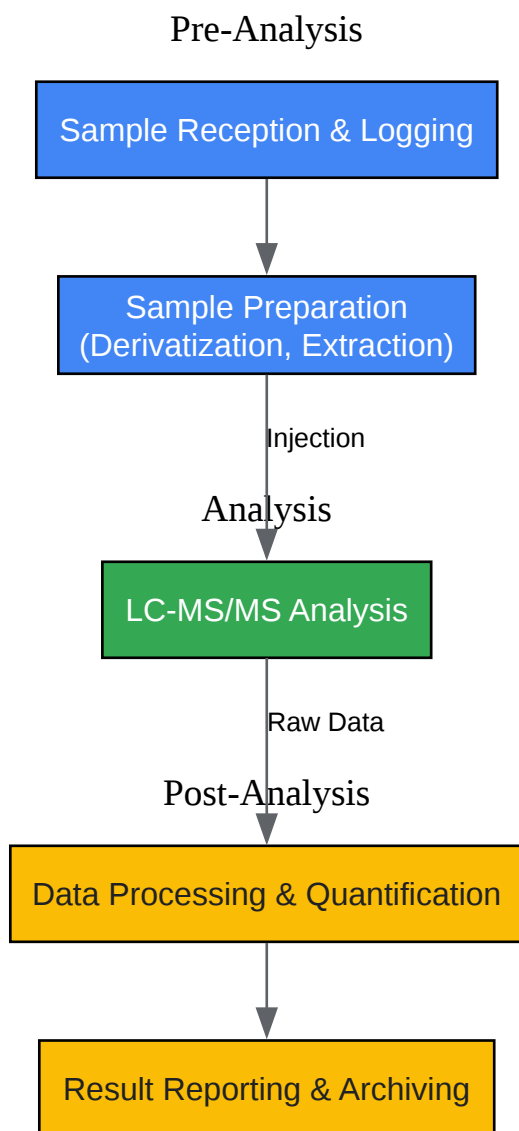 Pre-Analysis
Sample Reception & Logging
Sample Preparation
(Derivatization, Extraction)
Injection
Analysis
LC-MS/MS Analysis
Raw Data
Post-Analysis
Data Processing & Quantification
Result Reporting & Archiving